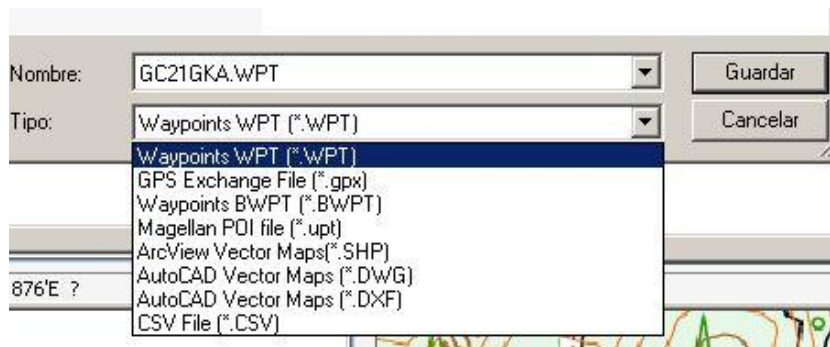 Nombre: GC21GKA.WPT Guardar
Tipo: Waypoints WPT (*.WPT) Cancelar
Waypoints WPT (*.WPT)
GPS Exchange File (*.gpx)
Waypoints BWPT (*.BWPT)
Magellan POI file (*.upt)
ArcView Vector Maps(*.SHP)
AutoCAD Vector Maps (*.DWG)
876'E ?
AutoCAD Vector Maps (*.DXF)
CSV File (*.CSV)